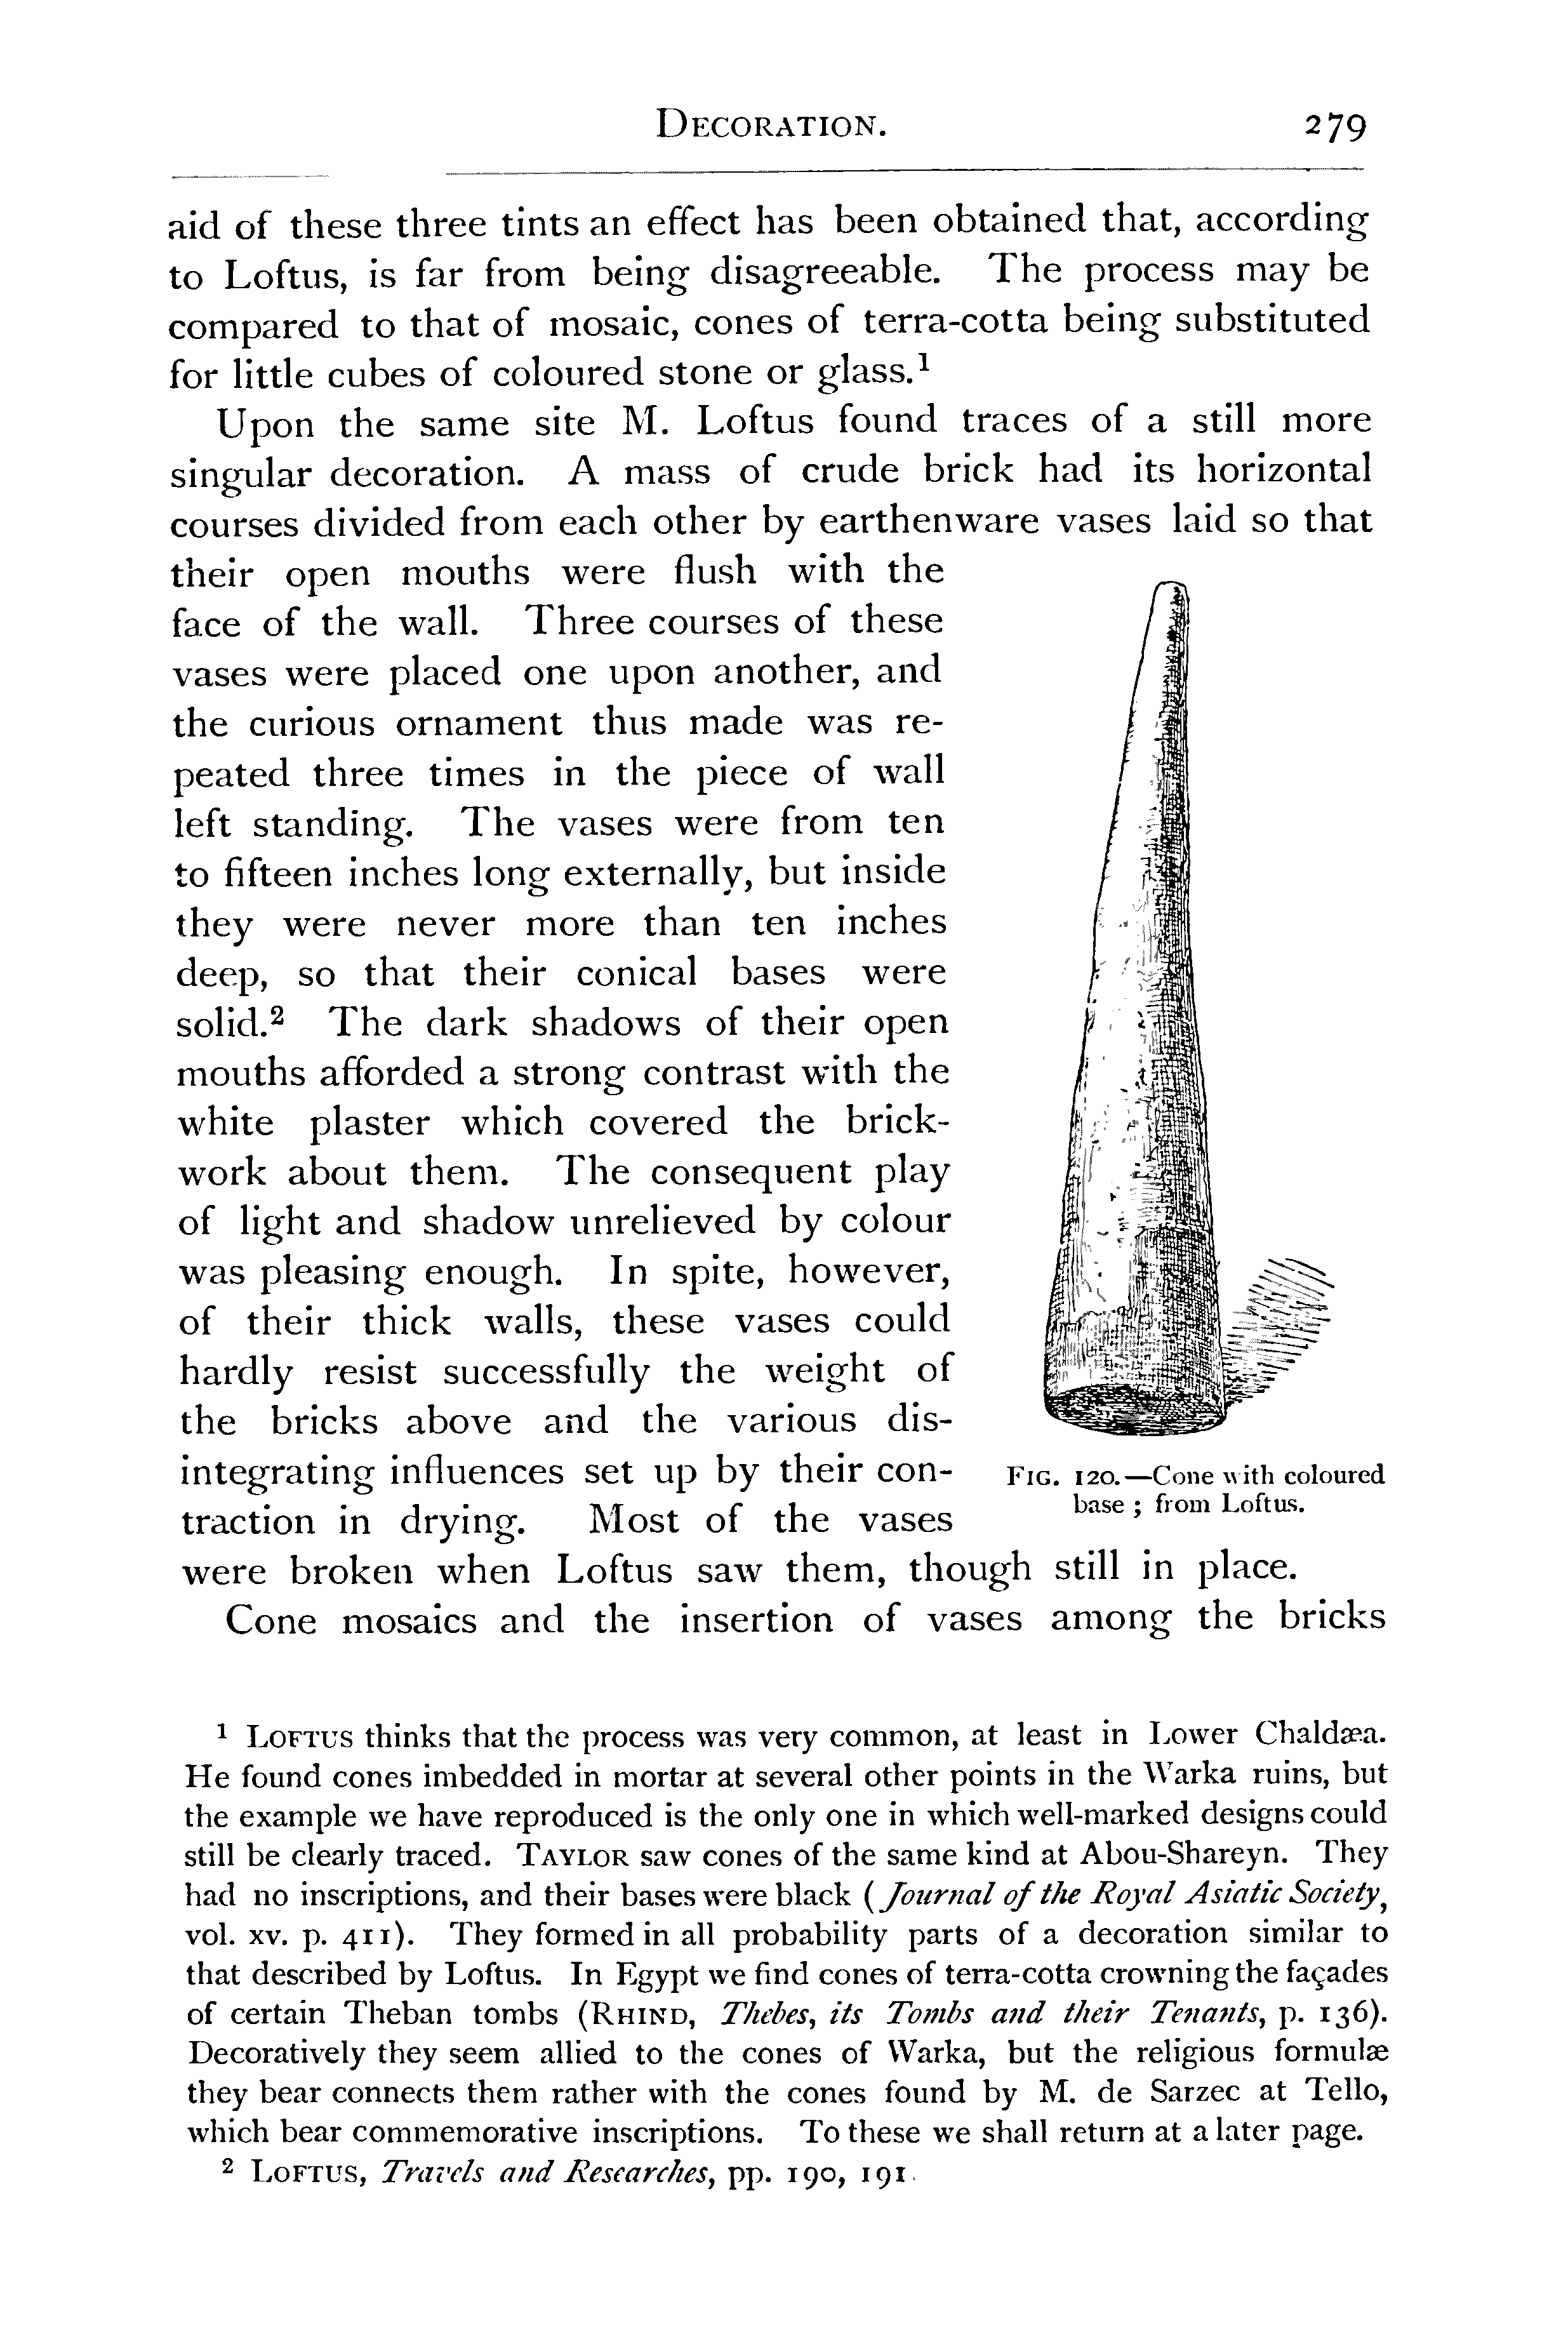 DECORATION. 279
aid of these three tints an effect has been obtained that, according
to Loftus, is far from being disagreeable. The process may be
compared to that of mosaic, cones of terra-cotta being substituted
for little cubes of coloured stone or glass.¹
Upon the same site M. Loftus found traces of a still more
singular decoration. A mass of crude brick had its horizontal
courses divided from each other by earthenware vases laid so that
their open mouths were flush with the
face of the wall. Three courses of these
vases were placed one upon another, and
the curious ornament thus made was re-
peated three times in the piece of wall
left standing. The vases were from ten
to fifteen inches long externally, but inside
they were never more than ten inches
deep, so that their conical bases were
solid.² The dark shadows of their open
mouths afforded a strong contrast with the
white plaster which covered the brick-
work about them. The consequent play
of light and shadow unrelieved by colour
was pleasing enough. In spite, however,
of their thick walls, these vases could
hardly resist successfully the weight of
the bricks above and the various dis-
integrating influences set up by their con-
traction in drying. Most of the vases
were broken when Loftus saw them, though still in place.
FIG. 120.—Cone with coloured
base ; from Loftus.
Cone mosaics and the insertion of vases among the bricks
¹ LOFTUS thinks that the process was very common, at least in Lower Chaldæa.
He found cones imbedded in mortar at several other points in the Warka ruins, but
the example we have reproduced is the only one in which well-marked designs could
still be clearly traced. TAYLOR saw cones of the same kind at Abou-Shareyn. They
had no inscriptions, and their bases were black (Journal of the Royal Asiatic Society,
vol. xv. p. 411). They formed in all probability parts of a decoration similar to
that described by Loftus. In Egypt we find cones of terra-cotta crowning the façades
of certain Theban tombs (RHIND, Thebes, its Tombs and their Tenants, p. 136).
Decoratively they seem allied to the cones of Warka, but the religious formulæ
they bear connects them rather with the cones found by M. de Sarzec at Tello,
which bear commemorative inscriptions. To these we shall return at a later page.
² LOFTUS, Travels and Researches, pp. 190, 191.